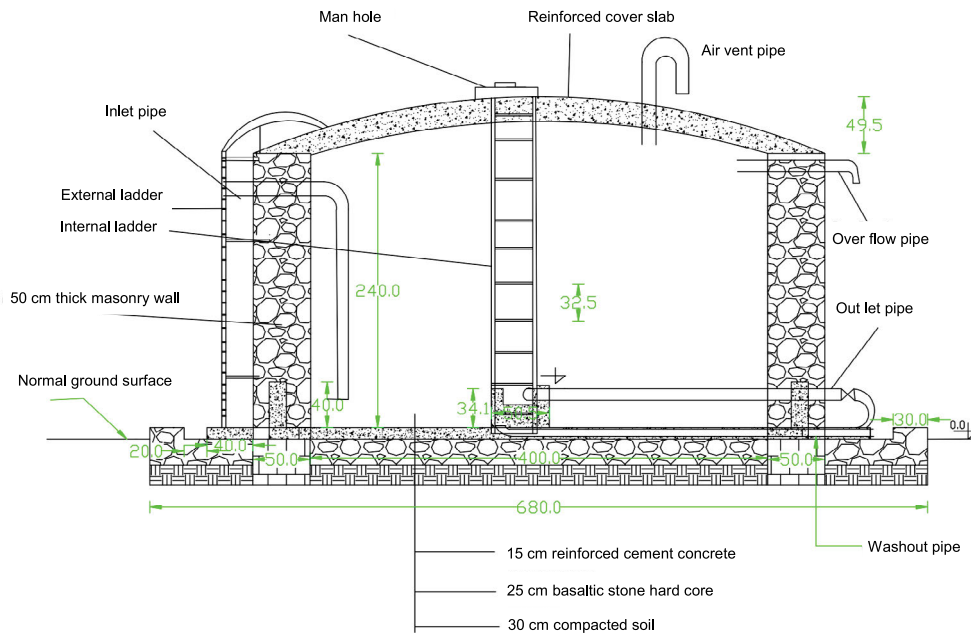 Man hole
Reinforced cover slab
Air vent pipe
Inlet pipe
49.5
External ladder
Internal ladder
Over flow pipe
240.0
32.5
50 cm thick masonry wall
Out let pipe
Normal ground surface
40.0
34.1
30.0
0.0
20.0
40.0
50.0
400.0
50.0
680.0
Washout pipe
15 cm reinforced cement concrete
25 cm basaltic stone hard core
30 cm compacted soil